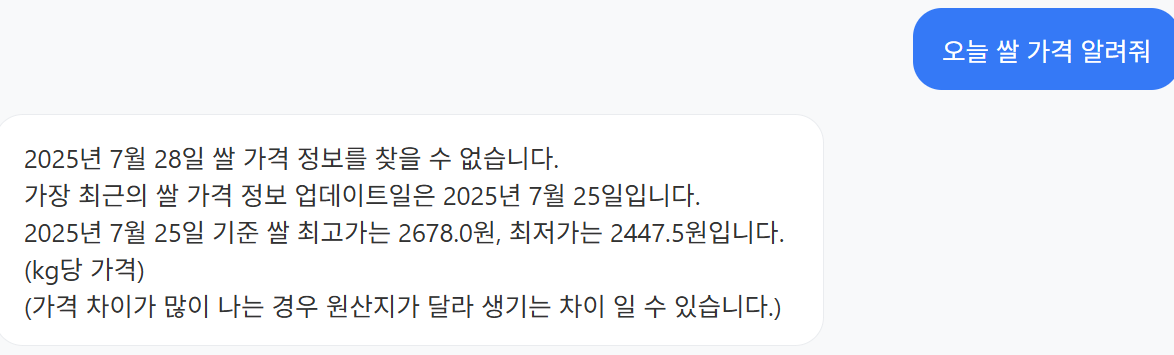 오늘 쌀 가격 알려줘
2025년 7월 28일 쌀 가격 정보를 찾을 수 없습니다.
가장 최근의 쌀 가격 정보 업데이트일은 2025년 7월 25일입니다.
2025년 7월 25일 기준 쌀 최고가는 2678.0원, 최저가는 2447.5원입니다.
(kg당 가격)
(가격 차이가 많이 나는 경우 원산지가 달라 생기는 차이 일 수 있습니다.)